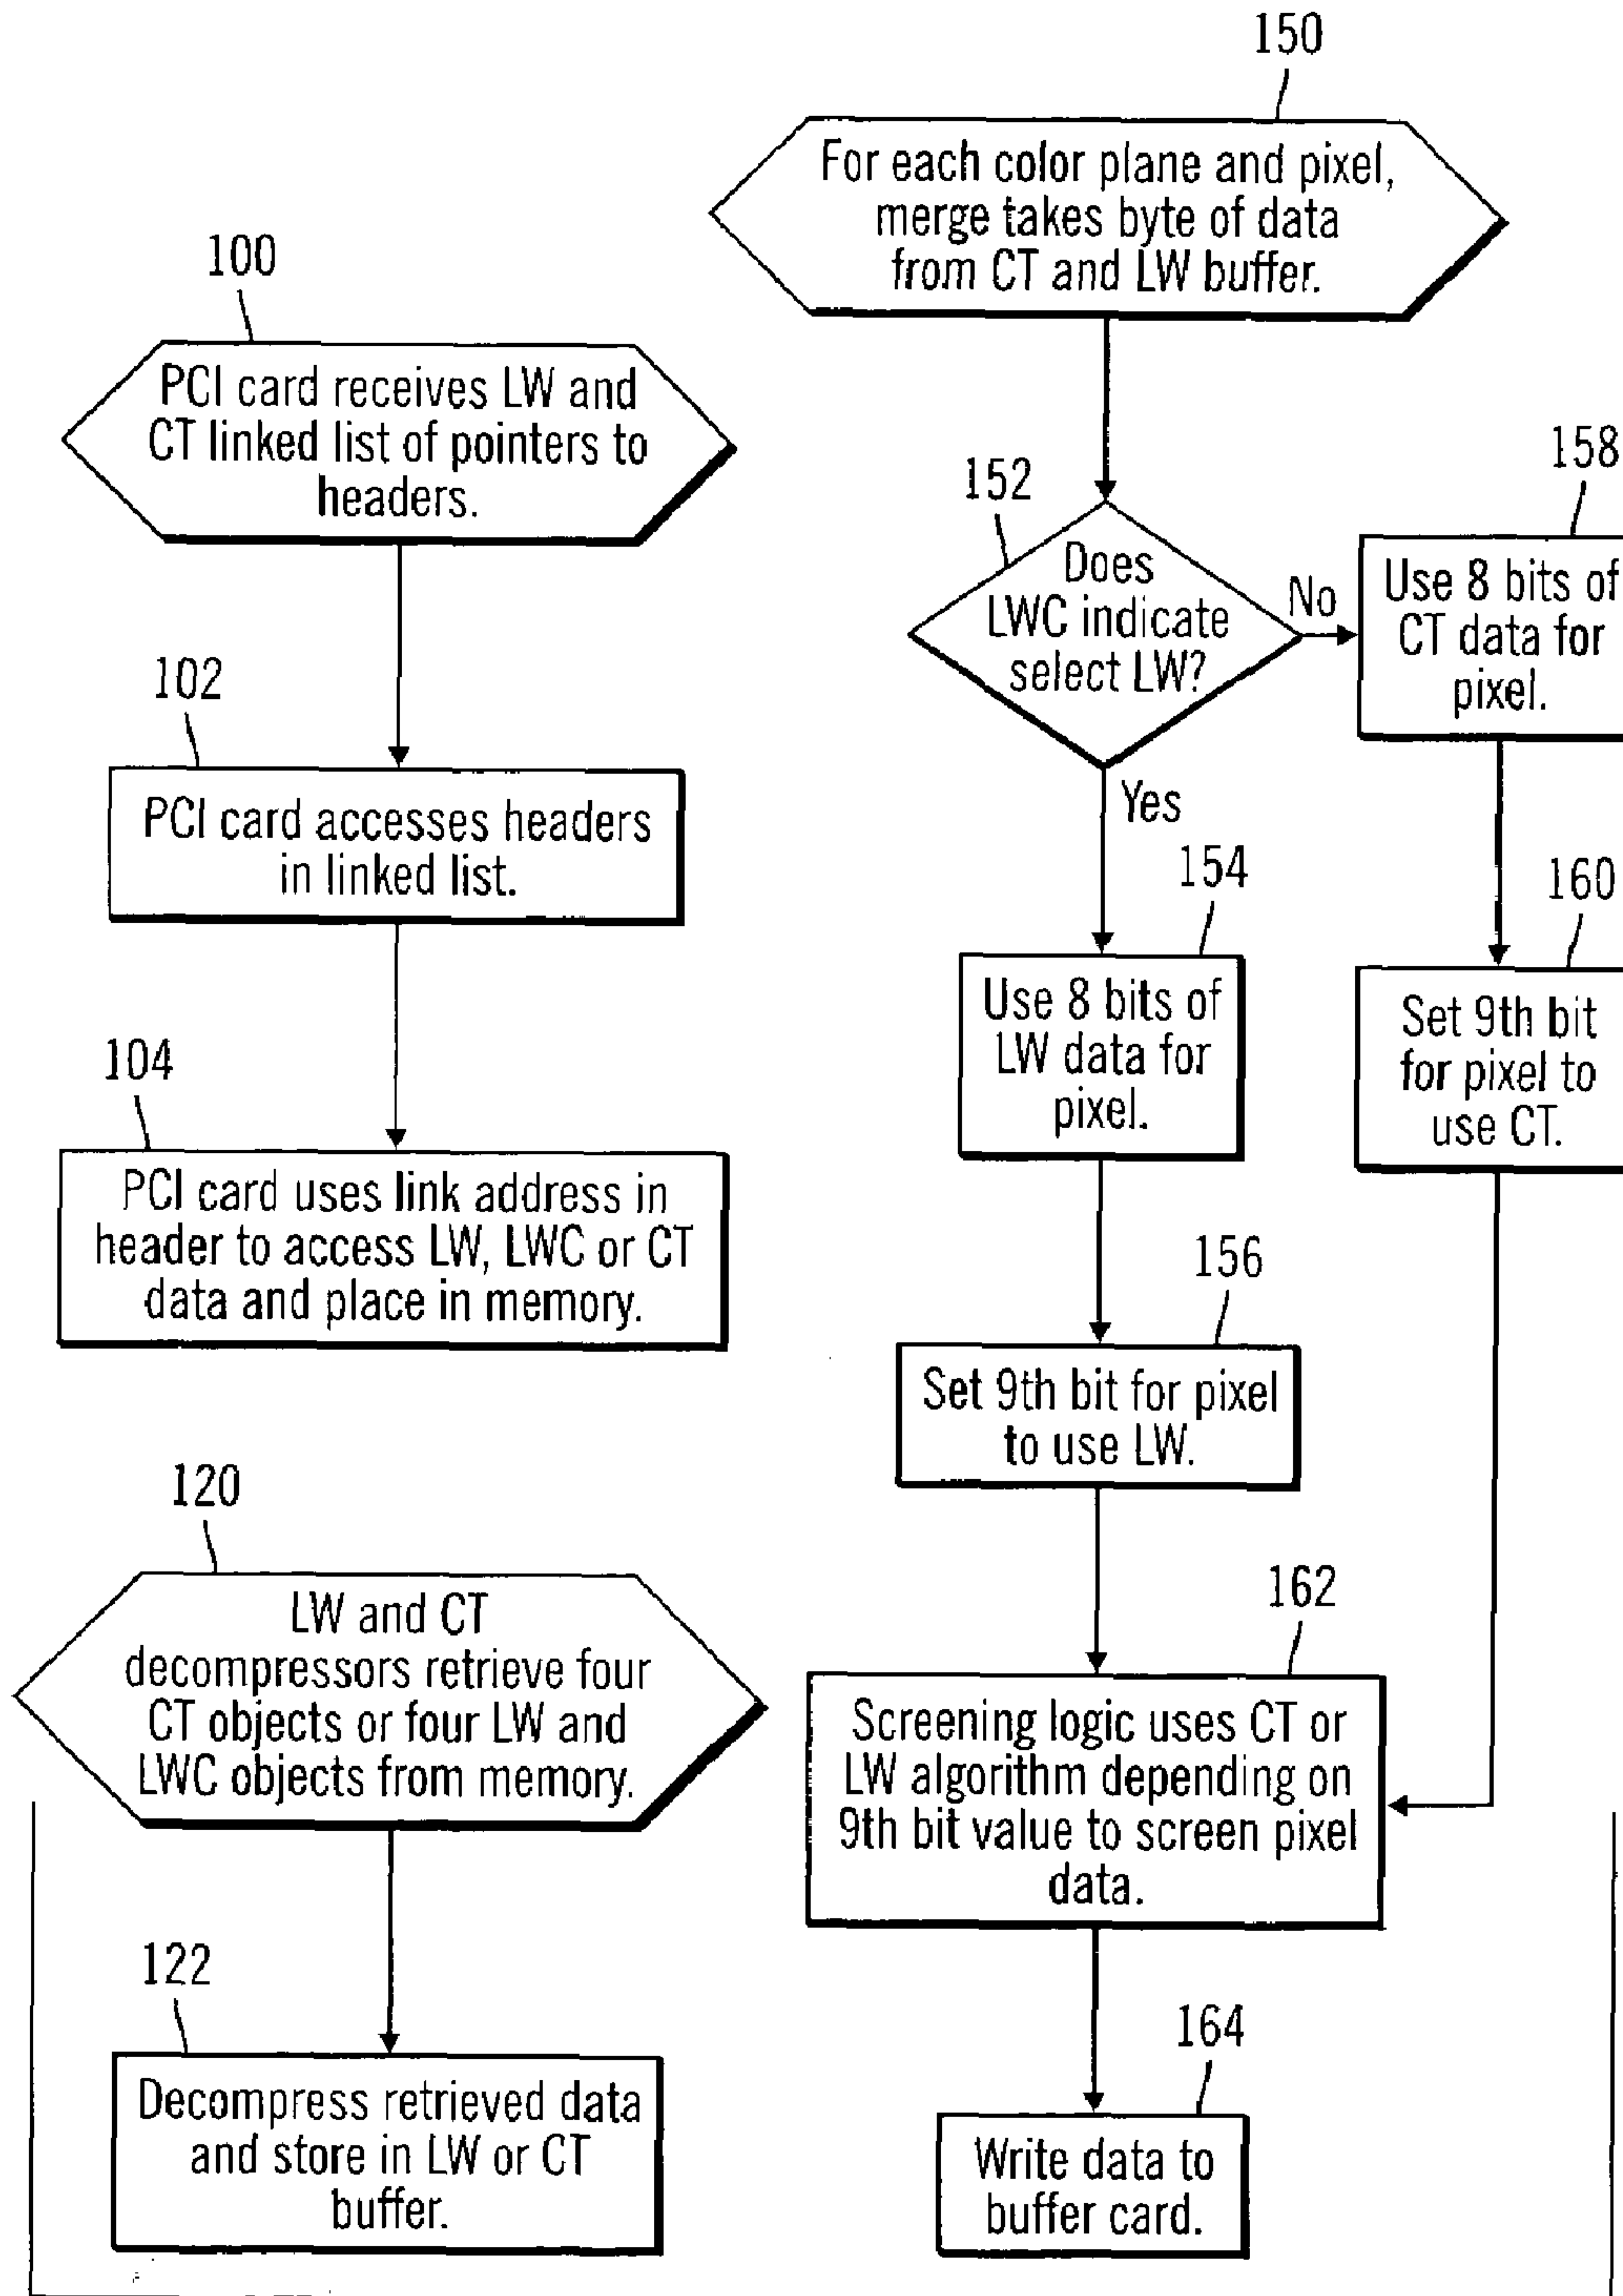 100
PCI card receives LW and
CT linked list of pointers to
headers.
102
PCI card accesses headers
in linked list.
104
PCI card uses link address in
header to access LW, LWC or CT
data and place in memory.
120
LW and CT
decompressors retrieve four
CT objects or four LW and
LWC objects from memory.
122
Decompress retrieved data
and store in LW or CT
buffer.
150
For each color plane and pixel,
merge takes byte of data
from CT and LW buffer.
152
Does
LWC indicate
select LW?
No
Yes
158
Use 8 bits of
CT data for
pixel.
160
Set 9th bit
for pixel to
use CT.
154
Use 8 bits of
LW data for
pixel.
156
Set 9th bit for pixel
to use LW.
162
Screening logic uses CT or
LW algorithm depending on
9th bit value to screen pixel
data.
164
Write data to
buffer card.